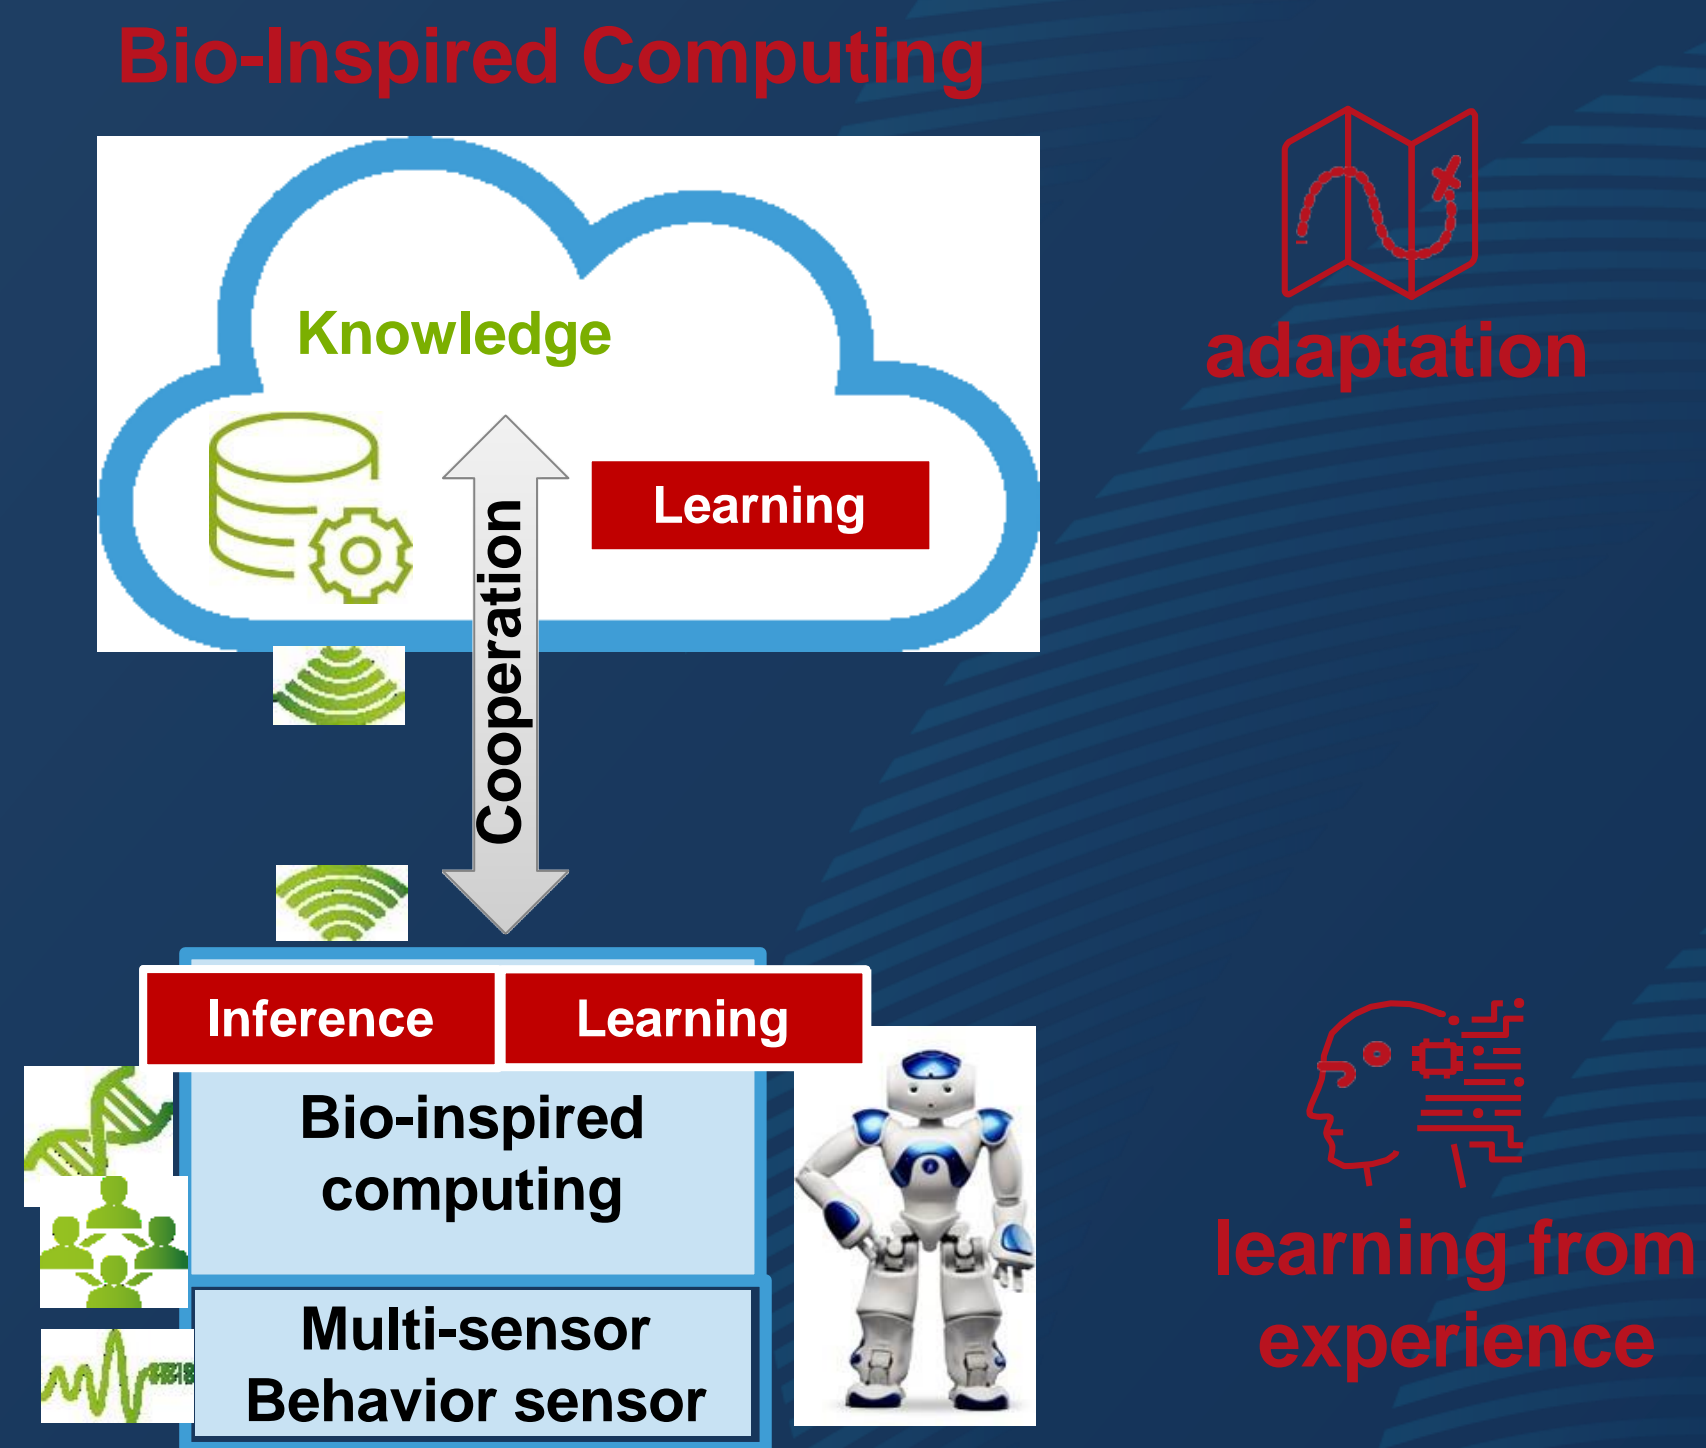 Bio-Inspired Computing
Knowledge
Learning
Cooperation
Inference
Learning
Bio-inspired
computing
Multi-sensor
Behavior sensor
adaptation
learning from
experience